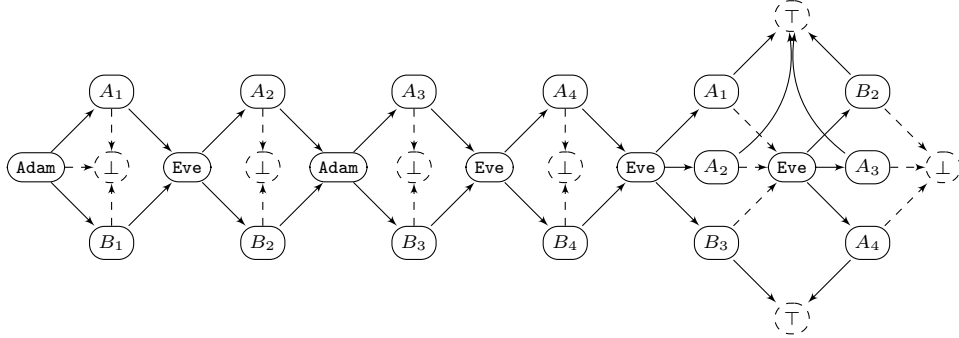 ⊤
A₁ A₂ A₃ A₄ A₁ B₂
Adam ⊥ Eve ⊥ Adam ⊥ Eve ⊥ Eve A₂ Eve A₃ ⊥
B₁ B₂ B₃ B₄ B₃ A₄
⊤